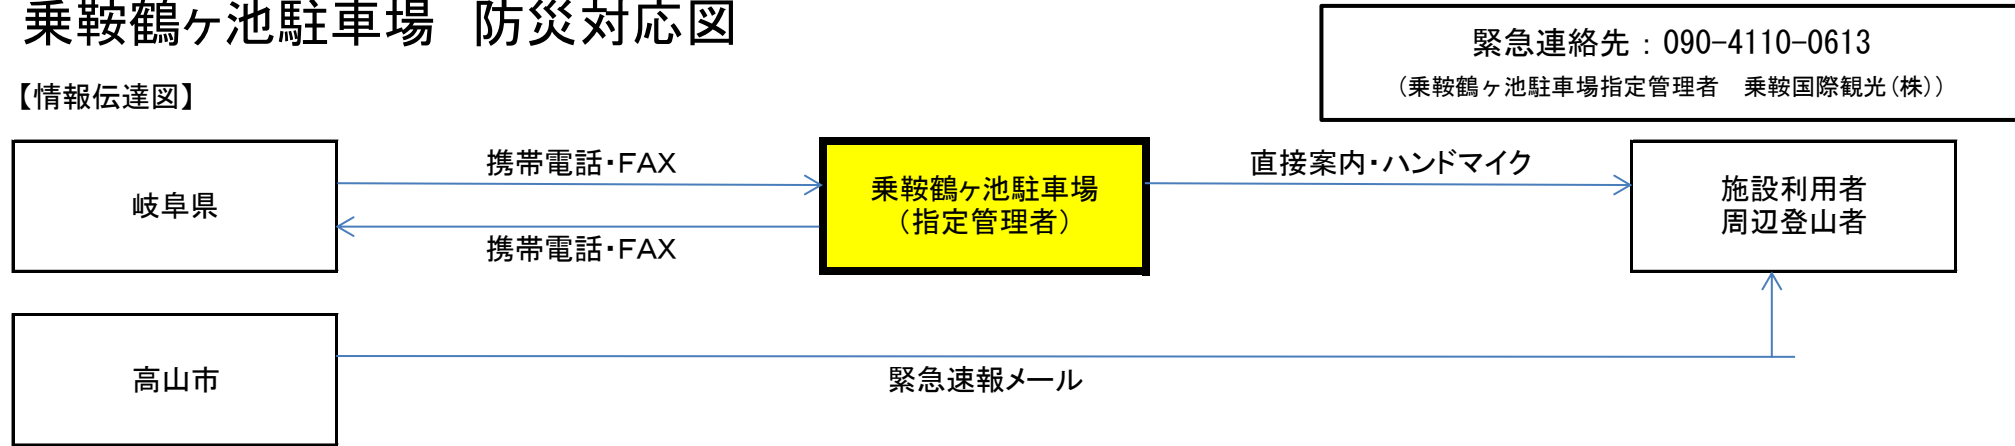 乗鞍鶴ヶ池駐車場　防災対応図
緊急連絡先：090-4110-0613
（乗鞍鶴ヶ池駐車場指定管理者　乗鞍国際観光（株））
【情報伝達図】
岐阜県
携帯電話・FAX
携帯電話・FAX
乗鞍鶴ヶ池駐車場
（指定管理者）
直接案内・ハンドマイク
施設利用者
周辺登山者
高山市
緊急速報メール